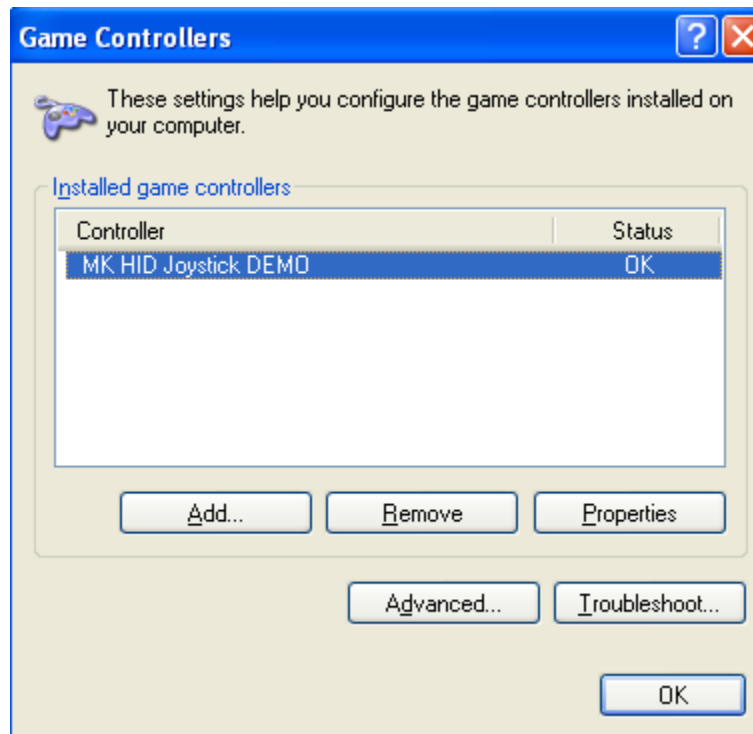 Game Controllers
?
These settings help you configure the game controllers installed on
your computer.
Installed game controllers
Controller Status
MK HID Joystick DEMO OK
Add... Remove Properties
Advanced... Troubleshoot...
OK